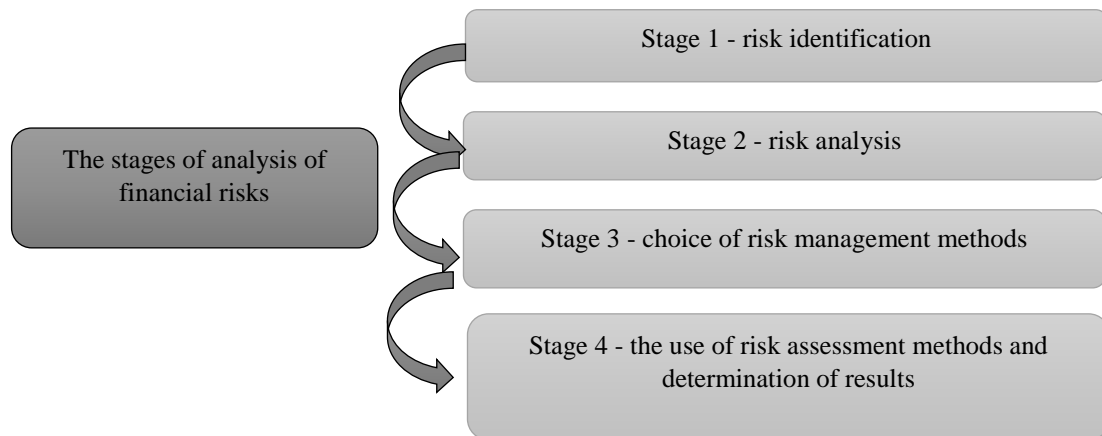 Stage 1 - risk identification
Stage 2 - risk analysis
The stages of analysis of
financial risks
Stage 3 - choice of risk management methods
Stage 4 - the use of risk assessment methods and
determination of results